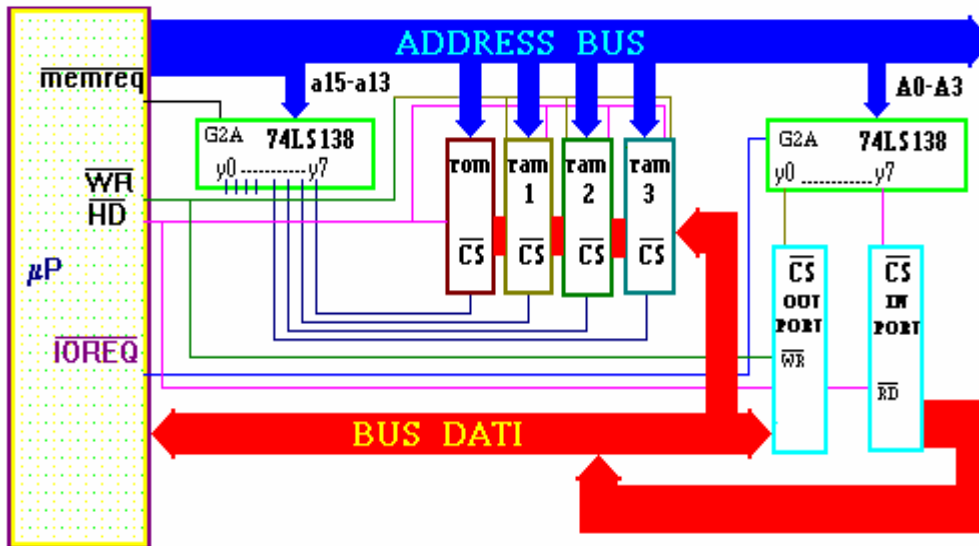 ADDRESS BUS
memreq
a15-a13
A0-A3
G2A 74LS138
y0 ..........y7
G2A 74LS138
y0 ............y7
WR
HD
rom
CS
ram
1
CS
ram
2
CS
ram
3
CS
µP
CS
OUT
PORT
WR
CS
IN
PORT
RD
IOREQ
BUS DATI